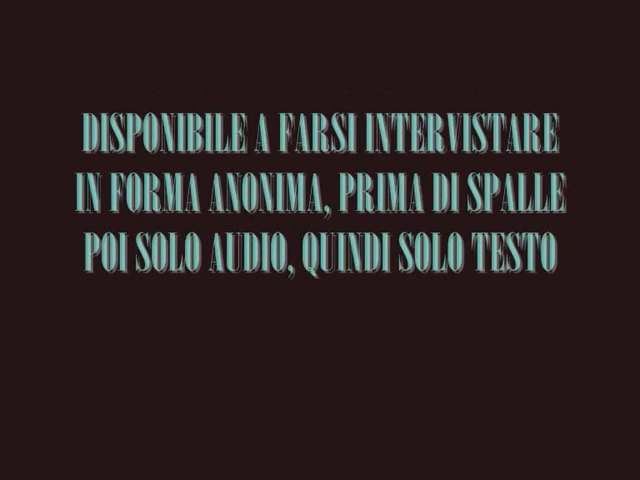 DISPONIBILE A FARSI INTERVISTARE
IN FORMA ANONIMA, PRIMA DI SPALLE
POI SOLO AUDIO, QUINDI SOLO TESTO